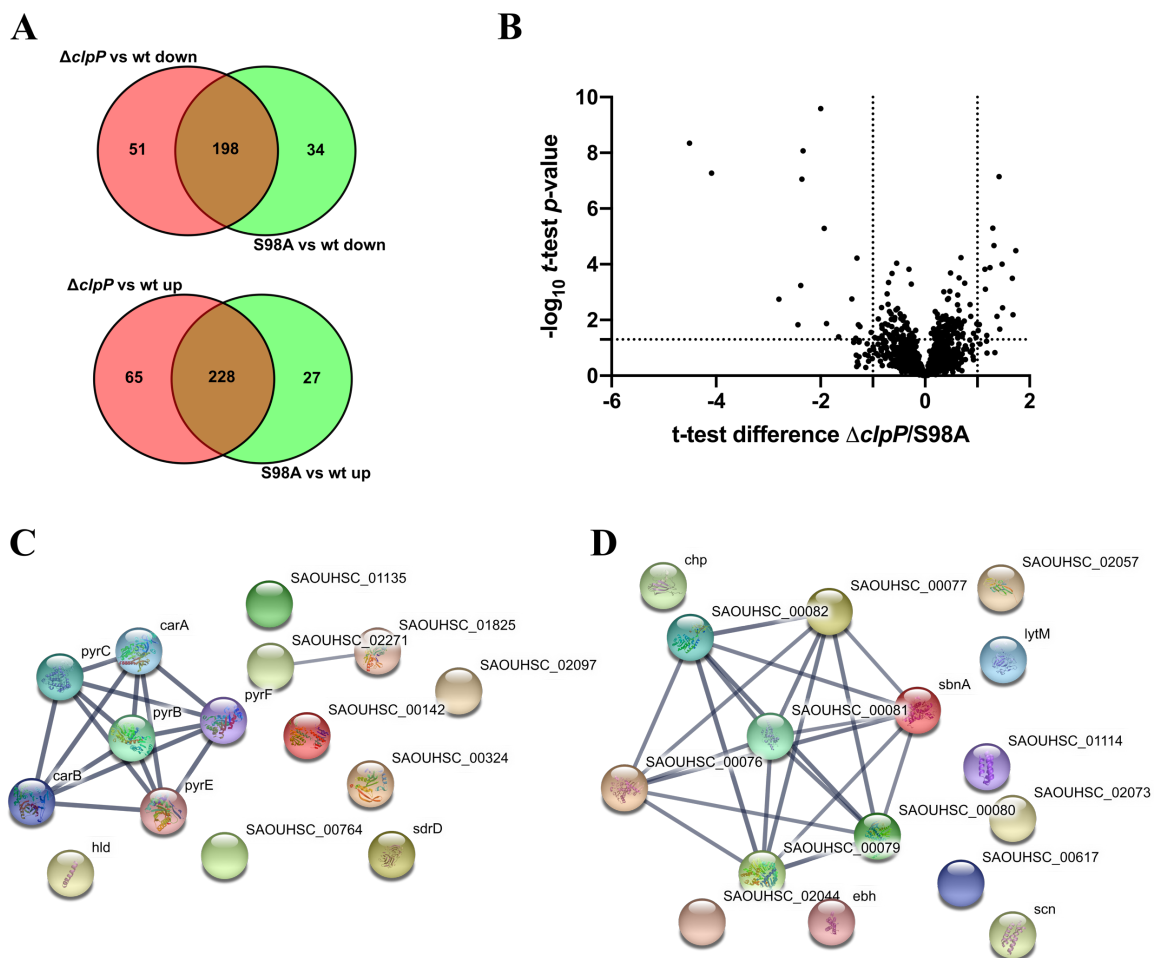 A
ΔclpP vs wt down
51
198
34
S98A vs wt down
ΔclpP vs wt up
65
228
27
S98A vs wt up
B
10
8
6
4
2
0
-6
-4
-2
0
2
-log10 t-test p-value
t-test difference ΔclpP/S98A
C
SAOUHSC_01135
carA
SAOUHSC_01825
SAOUHSC_02271
pyrC
SAOUHSC_02097
pyrF
SAOUHSC_00142
pyrB
SAOUHSC_00324
carB
pyrE
SAOUHSC_00764
sdrD
hld
D
chp
SAOUHSC_00077
SAOUHSC_02057
SAOUHSC_00082
lytM
sbnA
SAOUHSC_00081
SAOUHSC_01114
SAOUHSC_00076
SAOUHSC_02073
SAOUHSC_00080
SAOUHSC_00079
SAOUHSC_00617
SAOUHSC_02044
ebh
scn